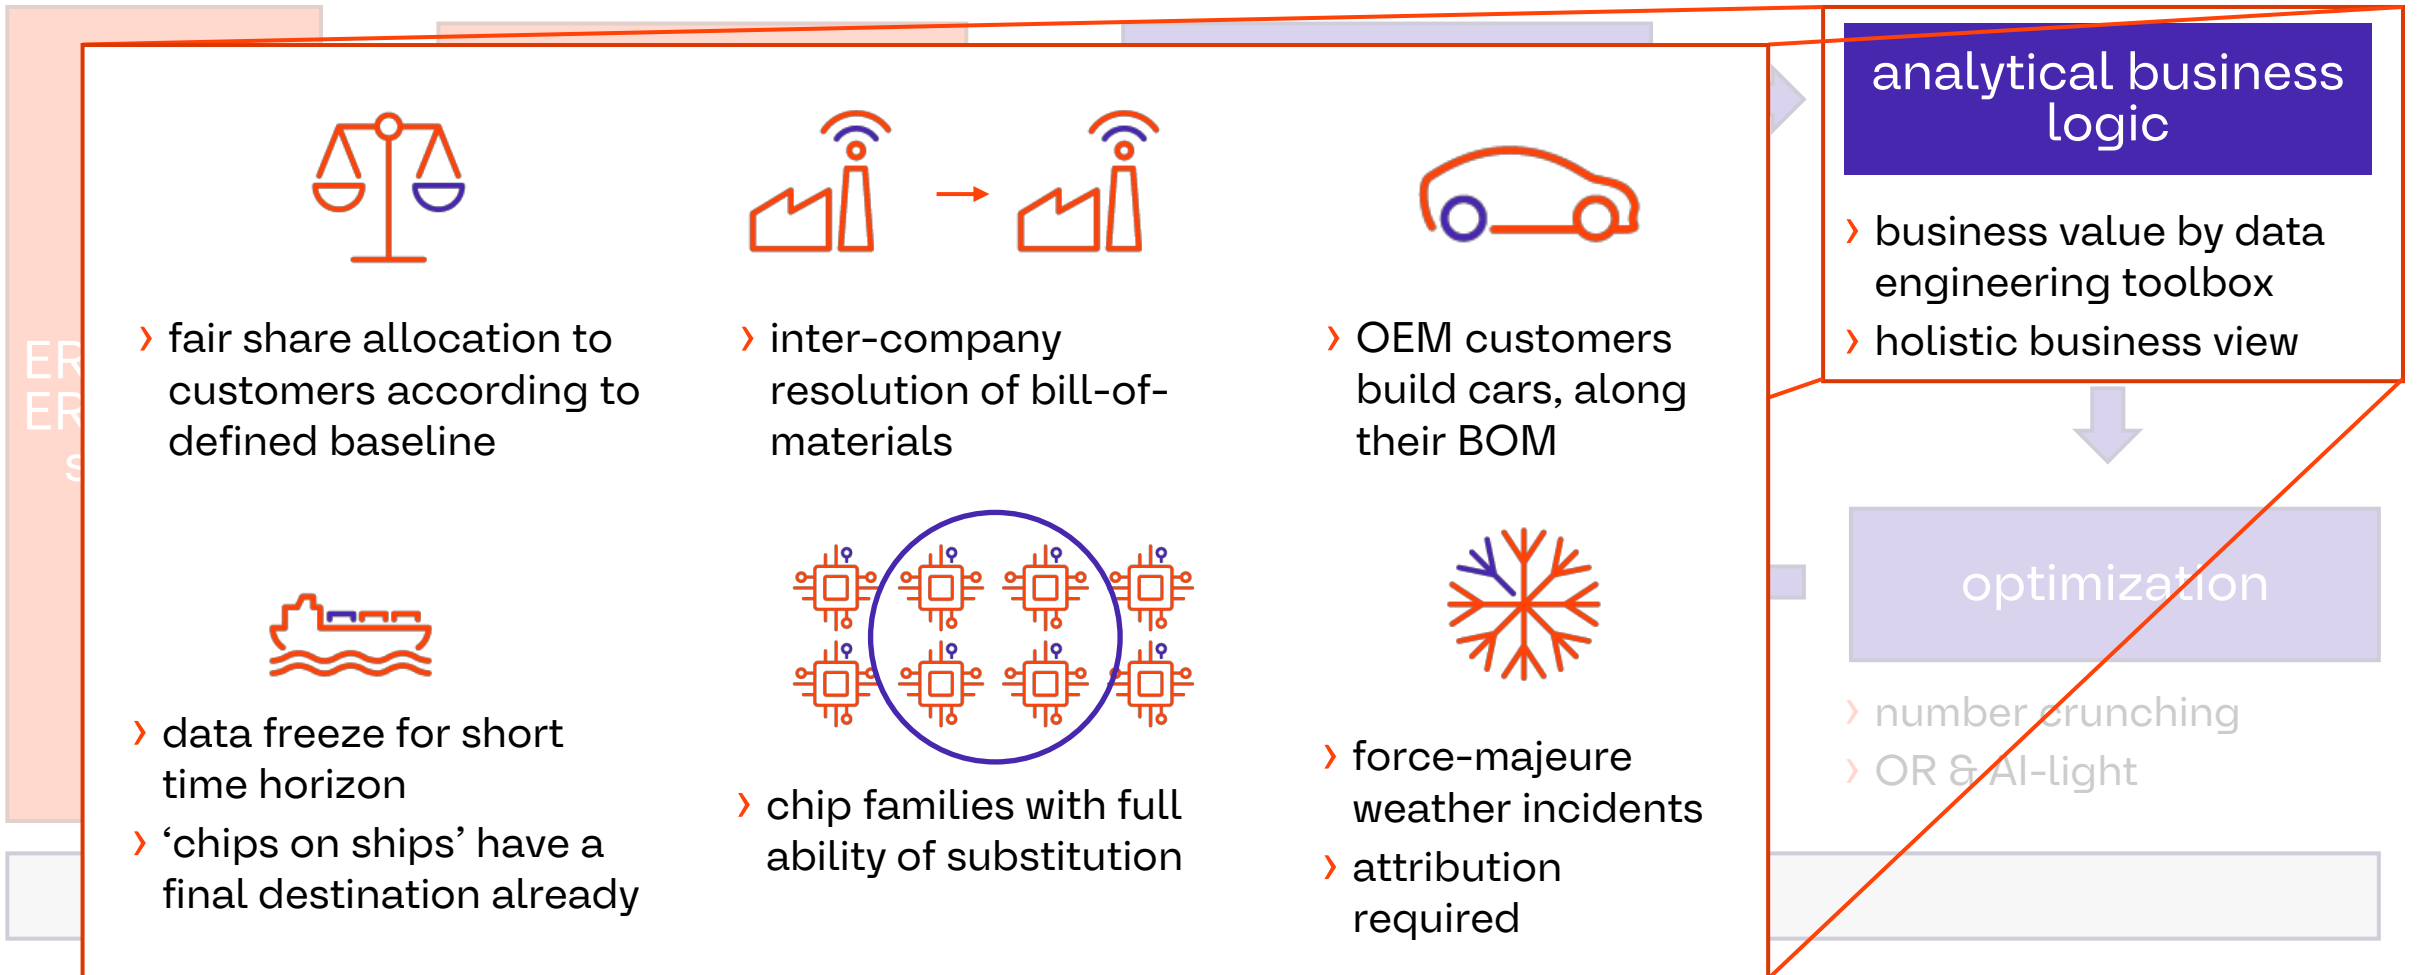 analytical business
logic
› business value by data
engineering toolbox
› holistic business view
› fair share allocation to
customers according to
defined baseline
› inter-company
resolution of bill-of-
materials
› OEM customers
build cars, along
their BOM
› data freeze for short
time horizon
› ‘chips on ships’ have a
final destination already
› chip families with full
ability of substitution
› force-majeure
weather incidents
› attribution
required
optimization
› number crunching
› OR & AI-light